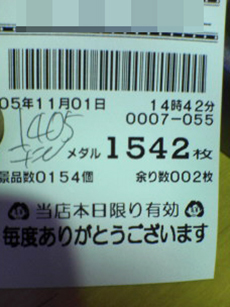 05年11月01日 14時42分
0007-055
1405
メダル 1542枚
景品数0154個 余り数002枚
当店本日限り有効
毎度ありがとうございます